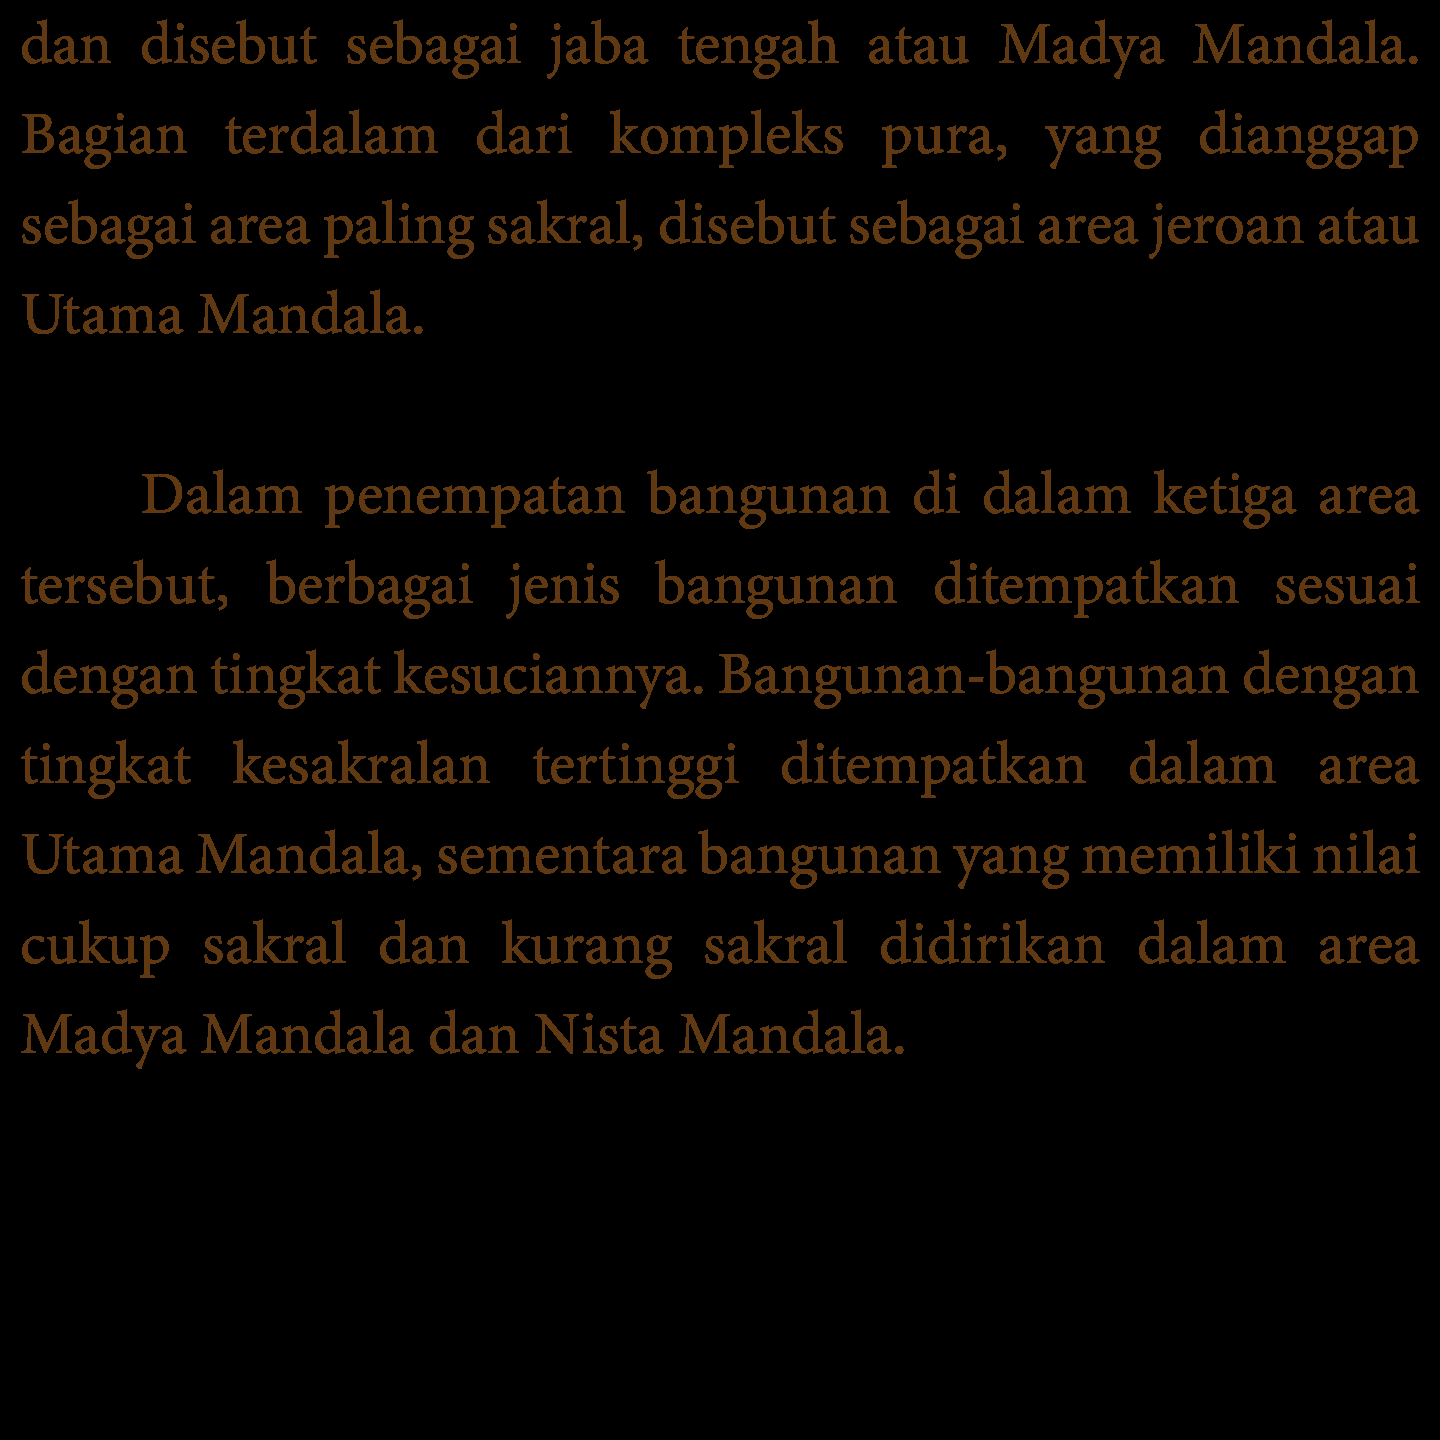 dan disebut sebagai jaba tengah atau Madya Mandala.
Bagian terdalam dari kompleks pura, yang dianggap
sebagai area paling sakral, disebut sebagai area jeroan atau
Utama Mandala.
Dalam penempatan bangunan di dalam ketiga area
tersebut, berbagai jenis bangunan ditempatkan sesuai
dengan tingkat kesuciannya. Bangunan-bangunan dengan
tingkat kesakralan tertinggi ditempatkan dalam area
Utama Mandala, sementara bangunan yang memiliki nilai
cukup sakral dan kurang sakral didirikan dalam area
Madya Mandala dan Nista Mandala.